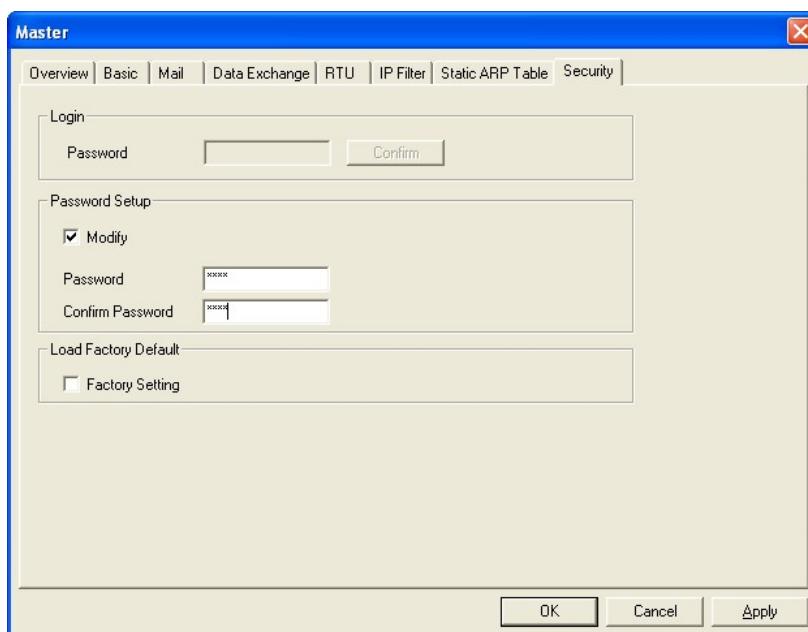 Master
Overview Basic Mail Data Exchange RTU IP Filter Static ARP Table Security
Login
Password Confirm
Password Setup
Modify
Password ****
Confirm Password ****
Load Factory Default
Factory Setting
OK Cancel Apply